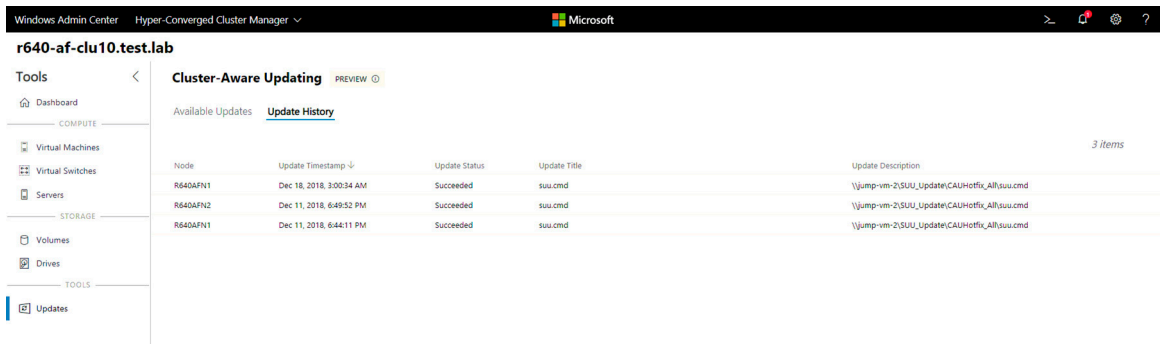 Windows Admin Center Hyper-Converged Cluster Manager Microsoft 1 ?
r640-af-clu10.test.lab
Tools
Dashboard
COMPUTE
Virtual Machines
Virtual Switches
Servers
STORAGE
Volumes
Drives
TOOLS
Updates
Cluster-Aware Updating PREVIEW
Available Updates Update History
3 items
Node Update Timestamp Update Status Update Title Update Description
R640AFN1 Dec 18, 2018, 3:00:34 AM Succeeded suu.cmd \\jump-vm-2\SUU_Update\CAUHotfix_All\suu.cmd
R640AFN2 Dec 11, 2018, 6:49:52 PM Succeeded suu.cmd \\jump-vm-2\SUU_Update\CAUHotfix_All\suu.cmd
R640AFN1 Dec 11, 2018, 6:44:11 PM Succeeded suu.cmd \\jump-vm-2\SUU_Update\CAUHotfix_All\suu.cmd